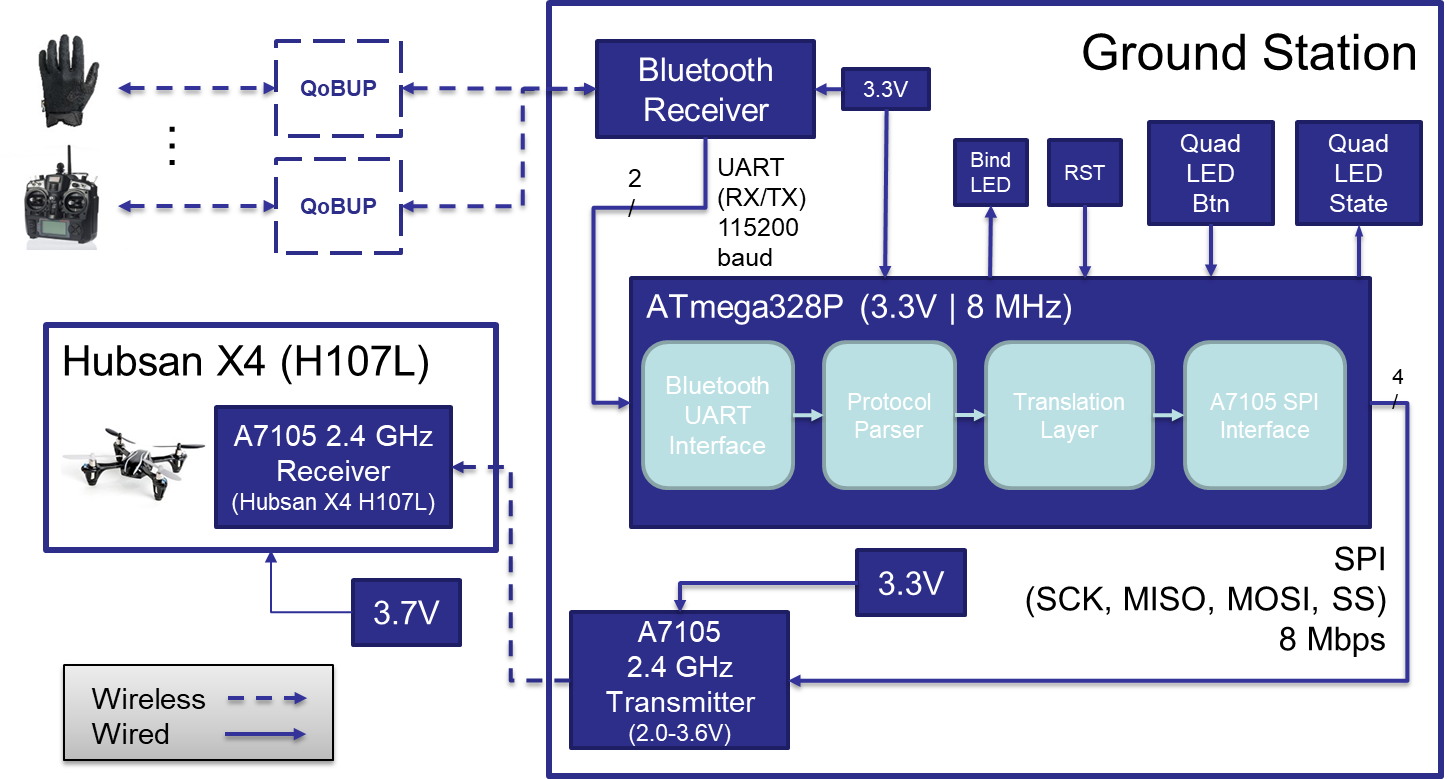 Ground Station
QoBUP
QoBUP
Bluetooth
Receiver
3.3V
2
/
UART
(RX/TX)
115200
baud
Bind
LED
RST
Quad
LED
Btn
Quad
LED
State
ATmega328P (3.3V | 8 MHz)
Bluetooth
UART
Interface
Protocol
Parser
Translation
Layer
A7105 SPI
Interface
4
/
Hubsan X4 (H107L)
A7105 2.4 GHz
Receiver
(Hubsan X4 H107L)
3.7V
3.3V
SPI
(SCK, MISO, MOSI, SS)
8 Mbps
A7105
2.4 GHz
Transmitter
(2.0-3.6V)
Wireless
Wired